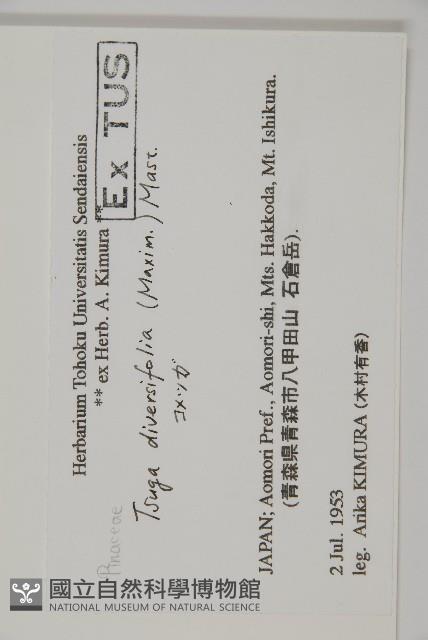 Herbarium Tohoku Universitatis Sendaiensis
** ex Herb. A. Kimura **
Ex TUS
Pinaceae
Tsuga diversifolia (Maxim.) Mast.
コメツガ
JAPAN; Aomori Pref., Aomori-shi, Mts. Hakkoda, Mt. Ishikura.
(青森県青森市八甲田山 石倉岳).
2 Jul. 1953
leg. Arika KIMURA (木村有香)
國立自然科學博物館
NATIONAL MUSEUM OF NATURAL SCIENCE